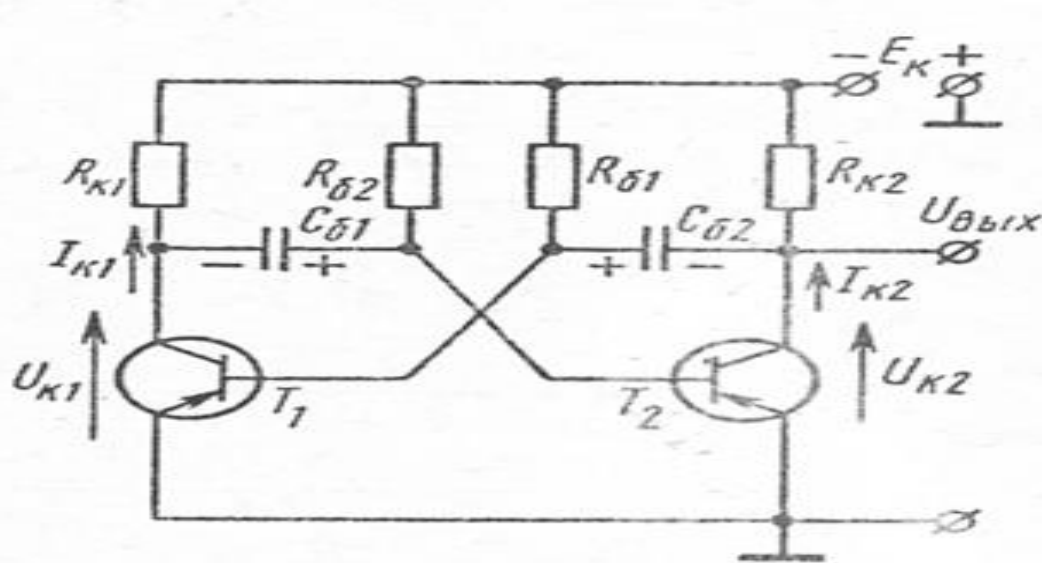 − Eк +
Rк1 Rб2 Rб1 Rк2
Cб1 Cб2 Uвых
Iк1 − + + − Iк2
Uк1 T1 T2 Uк2